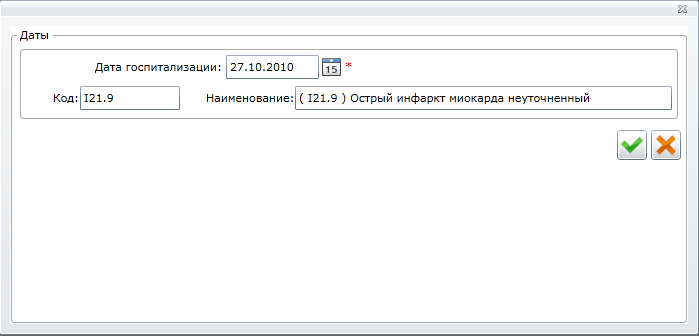 Даты
Дата госпитализации: 27.10.2010 15 *
Код: I21.9 Наименование: ( I21.9 ) Острый инфаркт миокарда неуточненный